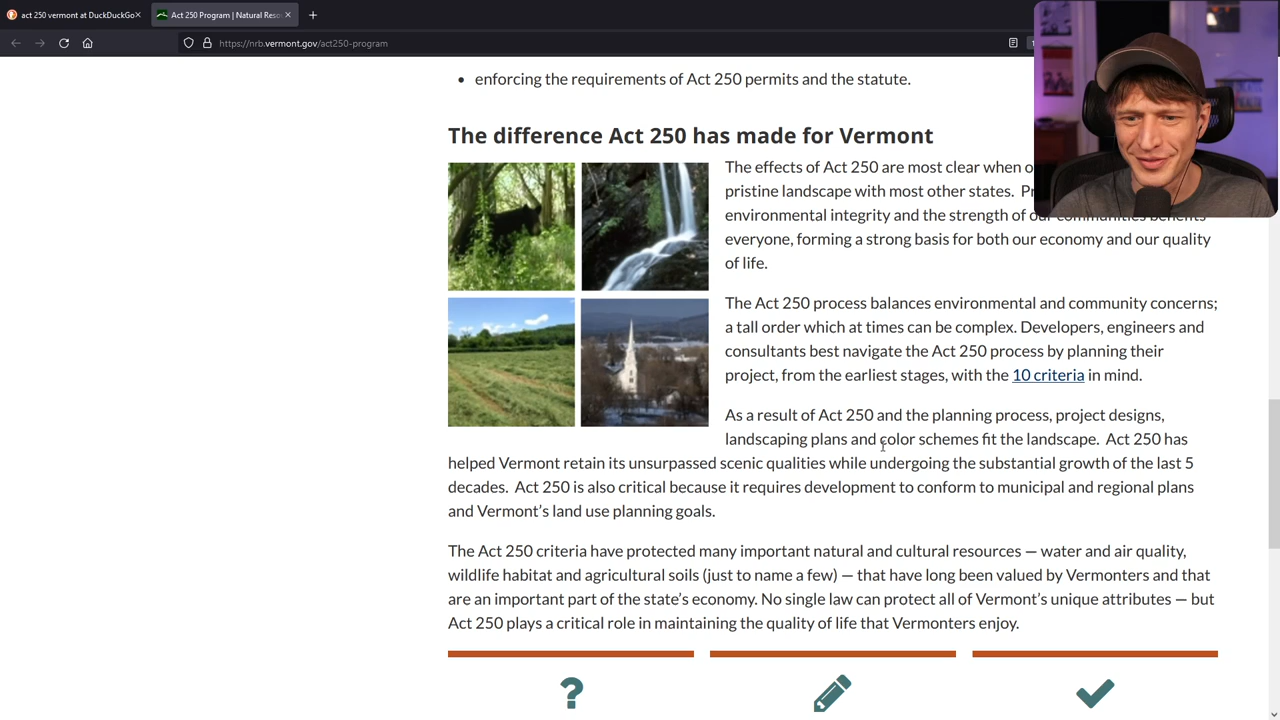 act 250 vermont at DuckDuckGo
Act 250 Program | Natural Reso
https://nrb.vermont.gov/act250-program
enforcing the requirements of Act 250 permits and the statute.
The difference Act 250 has made for Vermont
The effects of Act 250 are most clear when
pristine landscape with most other states.
environmental integrity and the strength of our communities benefits
everyone, forming a strong basis for both our economy and our quality
of life.
The Act 250 process balances environmental and community concerns;
a tall order which at times can be complex. Developers, engineers and
consultants best navigate the Act 250 process by planning their
project, from the earliest stages, with the 10 criteria in mind.
As a result of Act 250 and the planning process, project designs,
landscaping plans and color schemes fit the landscape. Act 250 has
helped Vermont retain its unsurpassed scenic qualities while undergoing the substantial growth of the last 5
decades. Act 250 is also critical because it requires development to conform to municipal and regional plans
and Vermont's land use planning goals.
The Act 250 criteria have protected many important natural and cultural resources — water and air quality,
wildlife habitat and agricultural soils (just to name a few) — that have long been valued by Vermonters and that
are an important part of the state's economy. No single law can protect all of Vermont's unique attributes — but
Act 250 plays a critical role in maintaining the quality of life that Vermonters enjoy.
?